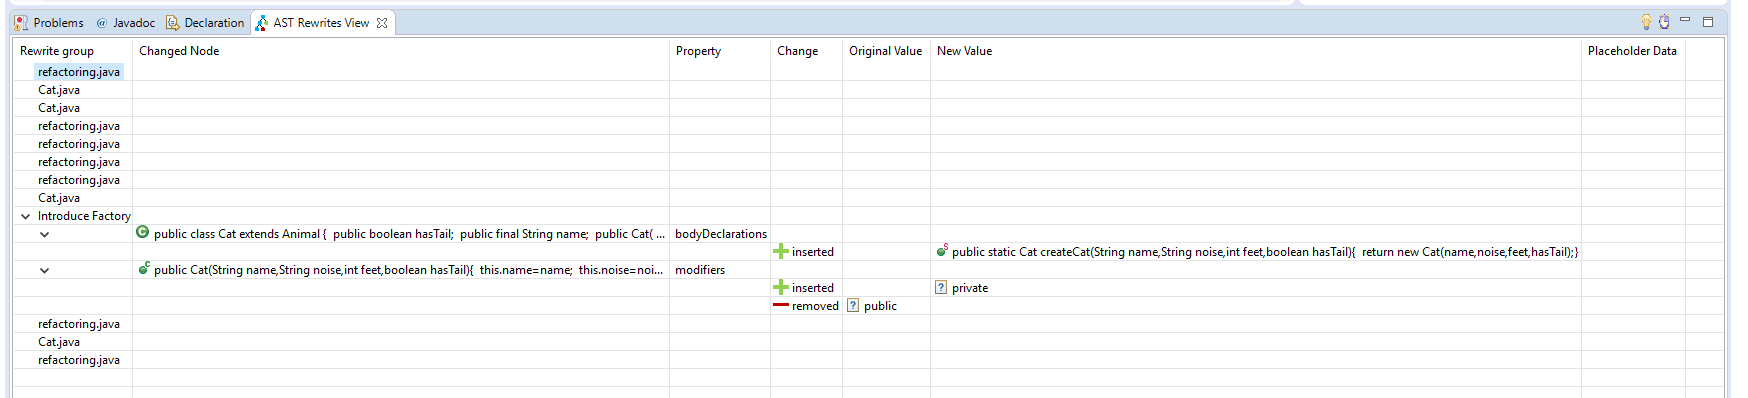 Problems @ Javadoc Declaration AST Rewrites View
Rewrite group Changed Node Property Change Original Value New Value Placeholder Data
refactoring.java
Cat.java
Cat.java
refactoring.java
refactoring.java
refactoring.java
refactoring.java
Cat.java
Introduce Factory
public class Cat extends Animal {  public boolean hasTail;  public final String name;  public Cat( ... bodyDeclarations
inserted public static Cat createCat(String name,String noise,int feet,boolean hasTail){  return new Cat(name,noise,feet,hasTail);}
public Cat(String name,String noise,int feet,boolean hasTail){  this.name=name;  this.noise=noi... modifiers
inserted private
removed public
refactoring.java
Cat.java
refactoring.java